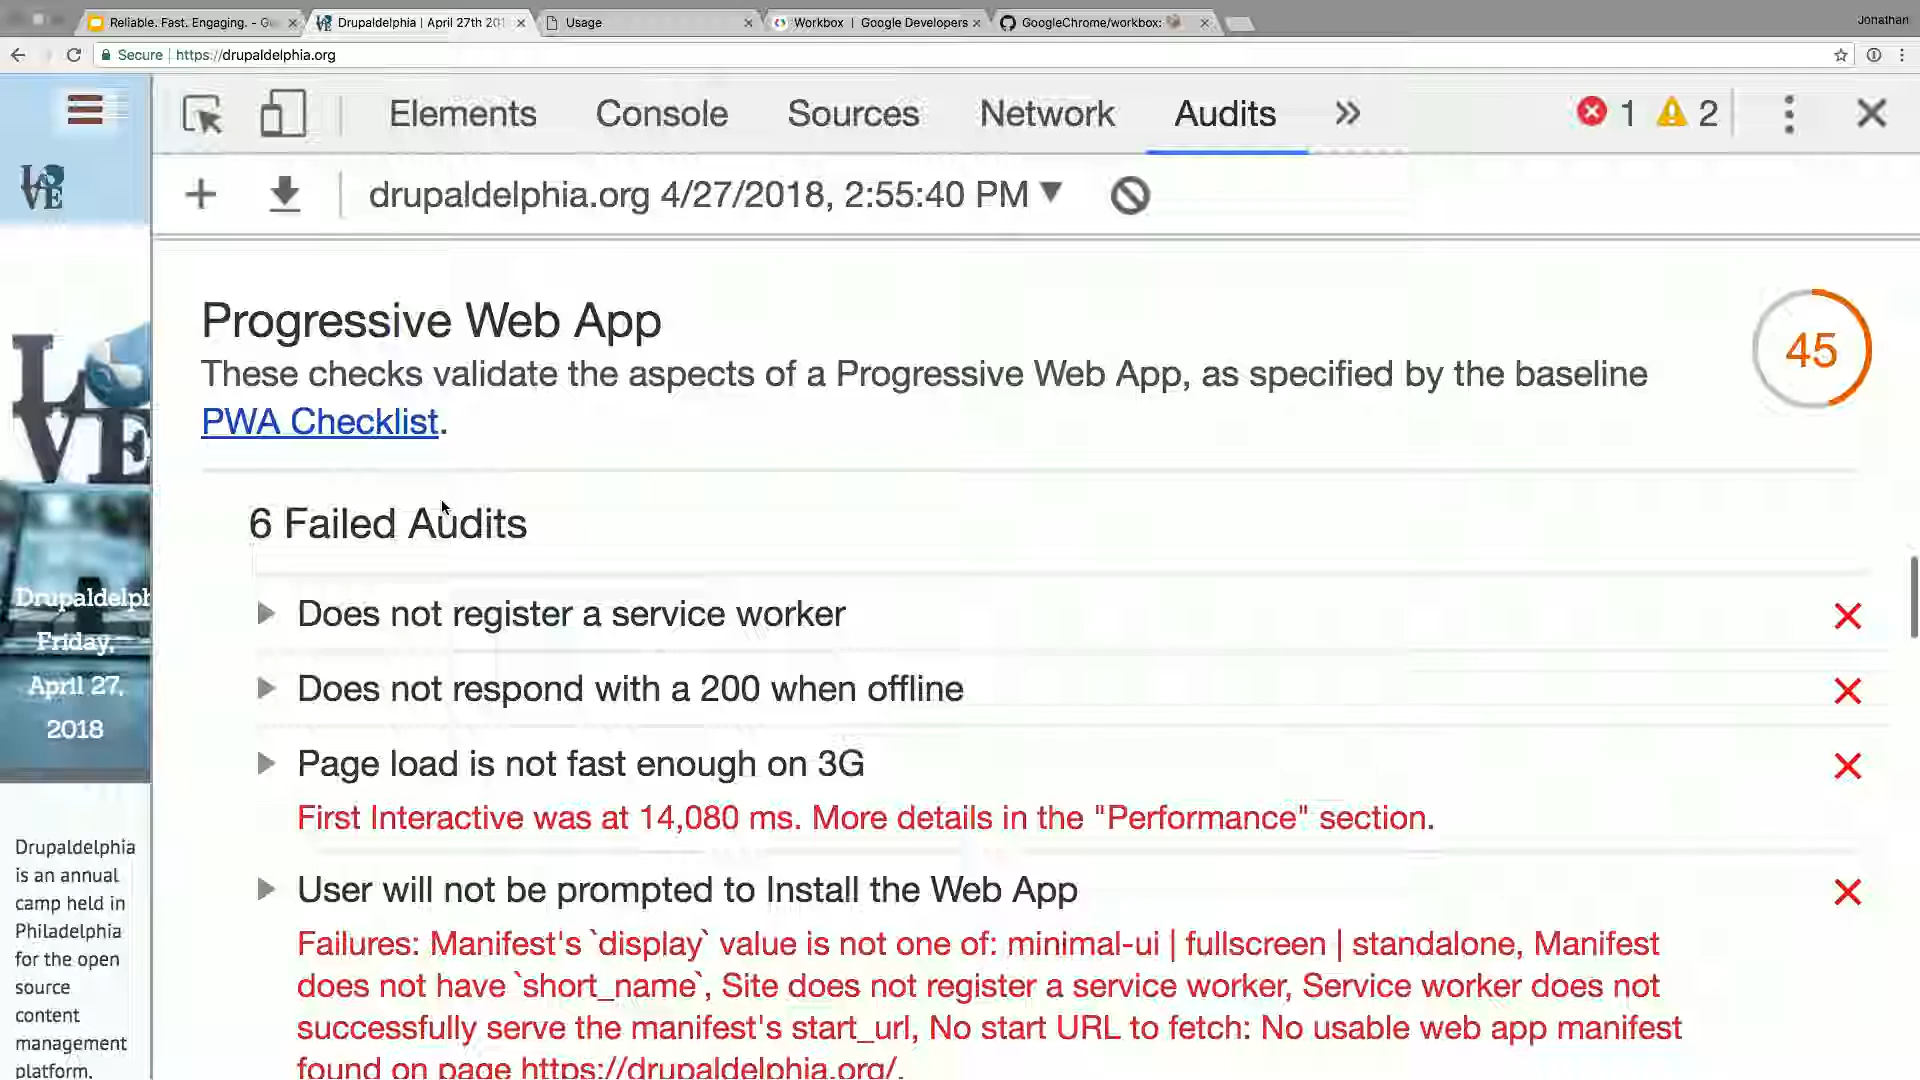 Reliable. Fast. Engaging. - G
Drupaldelphia | April 27th 201
Usage
Workbox | Google Developers
GoogleChrome/workbox:
Jonathan
Secure
https://drupaldelphia.org
Elements
Console
Sources
Network
Audits
1
2
drupaldelphia.org 4/27/2018, 2:55:40 PM
LOVE
Progressive Web App
45
These checks validate the aspects of a Progressive Web App, as specified by the baseline
PWA Checklist.
LOVE
6 Failed Audits
Does not register a service worker
Does not respond with a 200 when offline
Page load is not fast enough on 3G
First Interactive was at 14,080 ms. More details in the "Performance" section.
User will not be prompted to Install the Web App
Failures: Manifest's `display` value is not one of: minimal-ui | fullscreen | standalone, Manifest
does not have `short_name`, Site does not register a service worker, Service worker does not
successfully serve the manifest's start_url, No start URL to fetch: No usable web app manifest
found on page https://drupaldelphia.org/.
Drupaldelph
Friday,
April 27,
2018
Drupaldelphia
is an annual
camp held in
Philadelphia
for the open
source
content
management
platform,